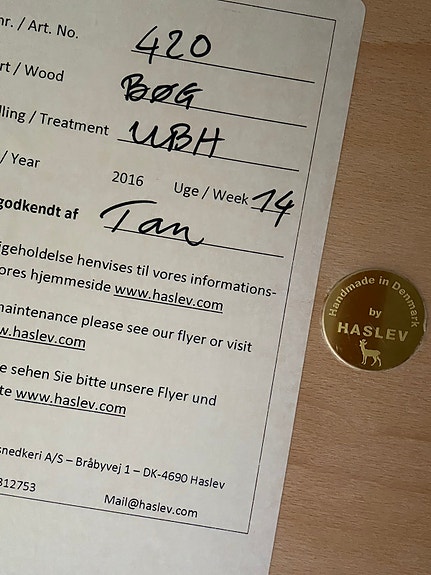 nr. / Art. No. 420
rt / Wood BØG
lling / Treatment UBH
/ Year 2016 Uge / Week 14
godkendt af Tan
igeholdelse henvises til vores informations-
ores hjemmeside www.haslev.com
maintenance please see our flyer or visit
w.haslev.com
e sehen Sie bitte unsere Flyer und
te www.haslev.com
snedkeri A/S – Bråbyvej 1 – DK-4690 Haslev
312753 Mail@haslev.com
Handmade in Denmark
by
HASLEV